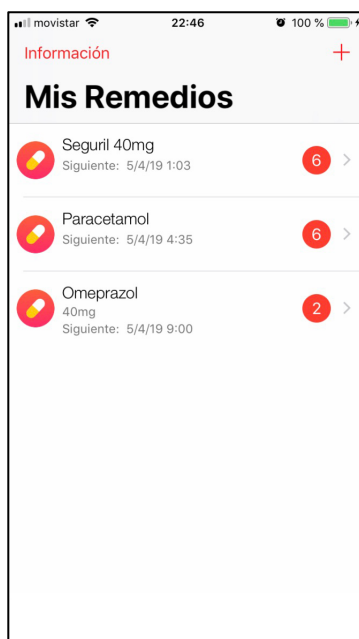 movistar 22:46 100 %
Información +
Mis Remedios
Seguril 40mg
Siguiente: 5/4/19 1:03
6
Paracetamol
Siguiente: 5/4/19 4:35
6
Omeprazol
40mg
Siguiente: 5/4/19 9:00
2